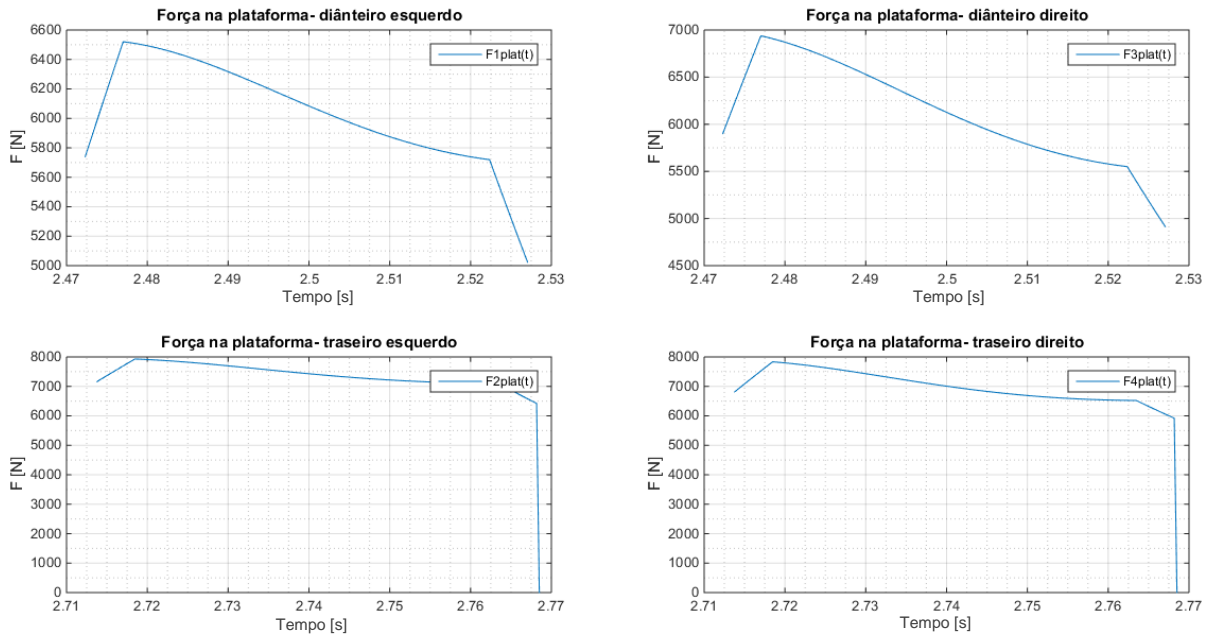 Força na plataforma- diânteiro esquerdo
F1plat(t)
6600
6400
6200
6000
5800
5600
5400
5200
5000
F [N]
2.47 2.48 2.49 2.5 2.51 2.52 2.53
Tempo [s]
Força na plataforma- diânteiro direito
F3plat(t)
7000
6500
6000
5500
5000
4500
F [N]
2.47 2.48 2.49 2.5 2.51 2.52 2.53
Tempo [s]
Força na plataforma- traseiro esquerdo
F2plat(t)
8000
7000
6000
5000
4000
3000
2000
1000
0
F [N]
2.71 2.72 2.73 2.74 2.75 2.76 2.77
Tempo [s]
Força na plataforma- traseiro direito
F4plat(t)
8000
7000
6000
5000
4000
3000
2000
1000
0
F [N]
2.71 2.72 2.73 2.74 2.75 2.76 2.77
Tempo [s]